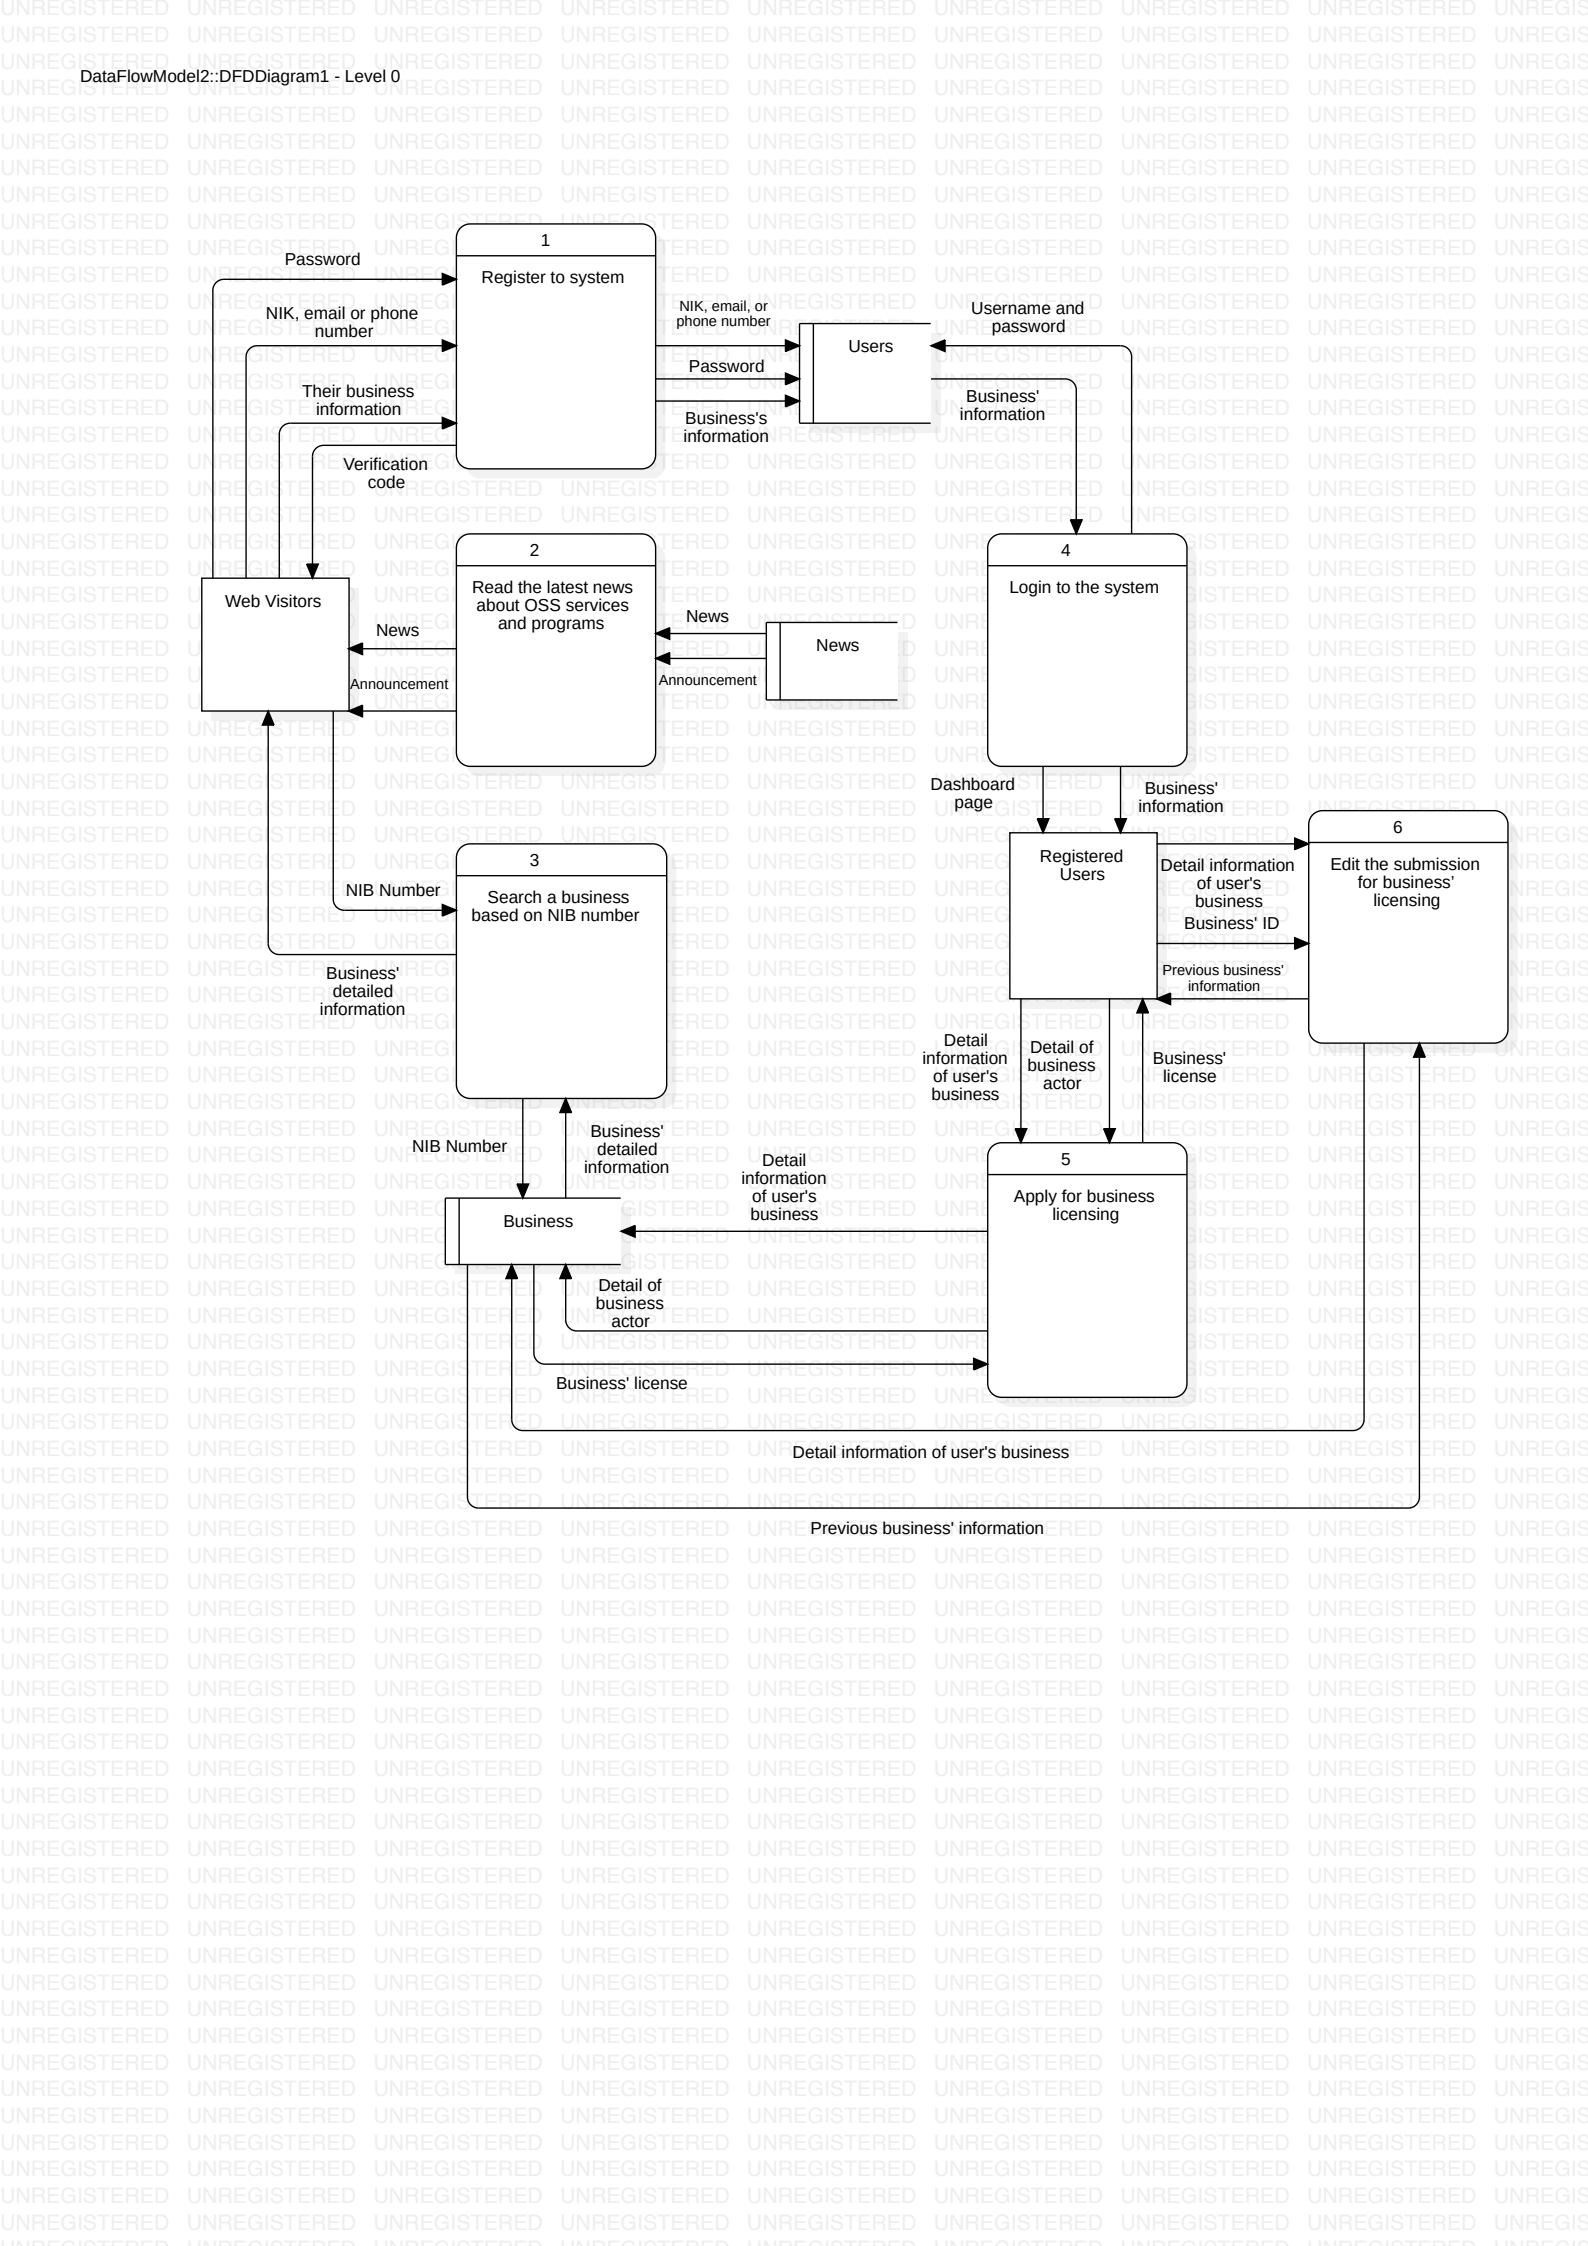 DataFlowModel2::DFDDiagram1 - Level 0
1
Register to system
Password
NIK, email or phone
number
Their business
information
Verification
code
NIK, email, or
phone number
Password
Business's
information
Users
Username and
password
Business'
information
Web Visitors
2
Read the latest news
about OSS services
and programs
News
Announcement
News
Announcement
News
4
Login to the system
Dashboard
page
Business'
information
Registered
Users
Detail information
of user's
business
Business' ID
Previous business'
information
6
Edit the submission
for business'
licensing
3
Search a business
based on NIB number
NIB Number
Business'
detailed
information
NIB Number
Business'
detailed
information
Detail
information
of user's
business
Detail of
business
actor
Business'
license
5
Apply for business
licensing
Business
Detail
information
of user's
business
Detail of
business
actor
Business' license
Detail information of user's business
Previous business' information
UNREGISTERED